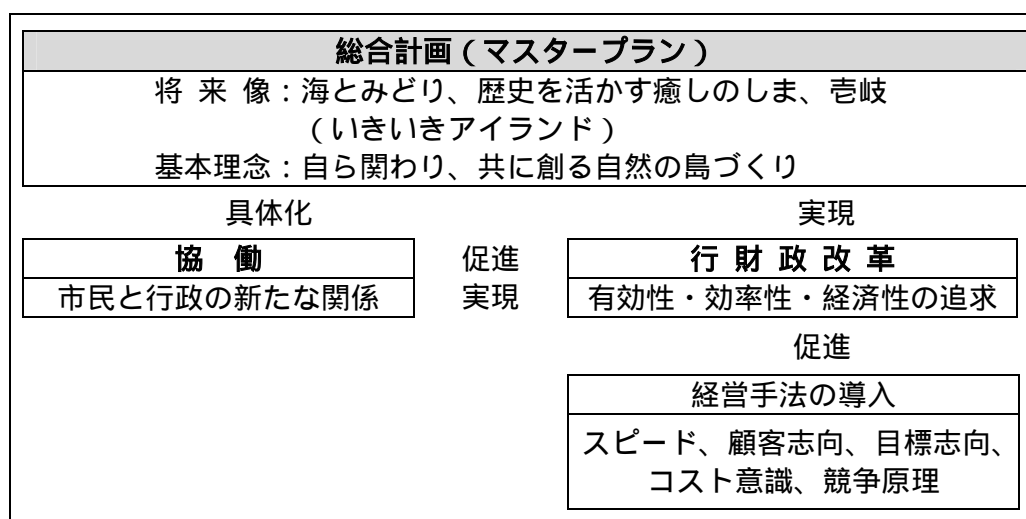 総合計画(マスタープラン)
将来像:海とみどり、歴史を活かす癒しのしま、壱岐
(いきいきアイランド)
基本理念:自ら関わり、共に創る自然の島づくり
具体化 実現
協働 促進 行財政改革
市民と行政の新たな関係 実現 有効性・効率性・経済性の追求
促進
経営手法の導入
スピード、顧客志向、目標志向、
コスト意識、競争原理